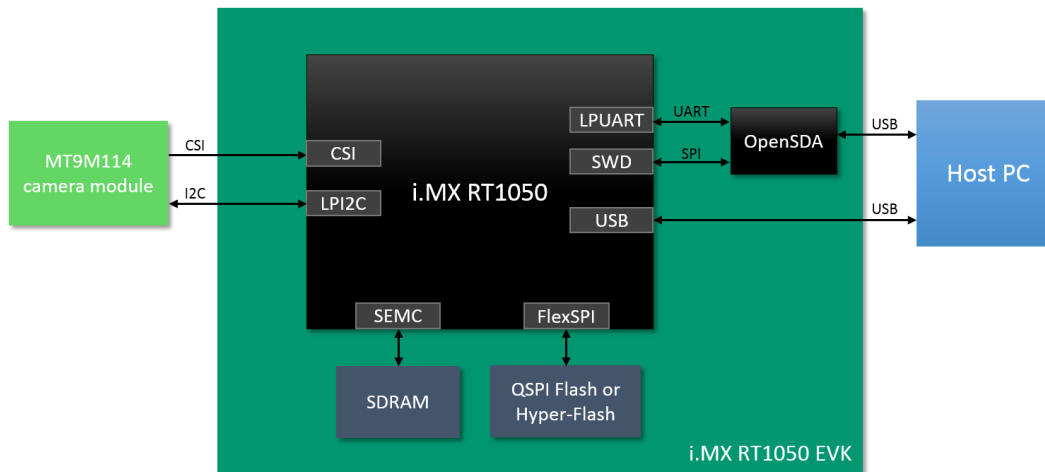 MT9M114
camera module
CSI
I2C
CSI
LPI2C
i.MX RT1050
LPUART
SWD
USB
SEMC
FlexSPI
UART
SPI
OpenSDA
USB
USB
Host PC
SDRAM
QSPI Flash or
Hyper-Flash
i.MX RT1050 EVK